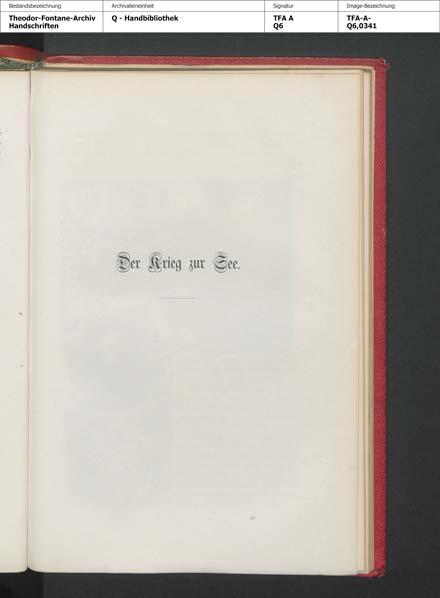 Bestandsbezeichnung Archivalieneinheit Signatur Image-Bezeichnung
Theodor-Fontane-Archiv Q - Handbibliothek TFA A TFA-A-
Handschriften Q6 Q6,0341
Der Krieg zur See.